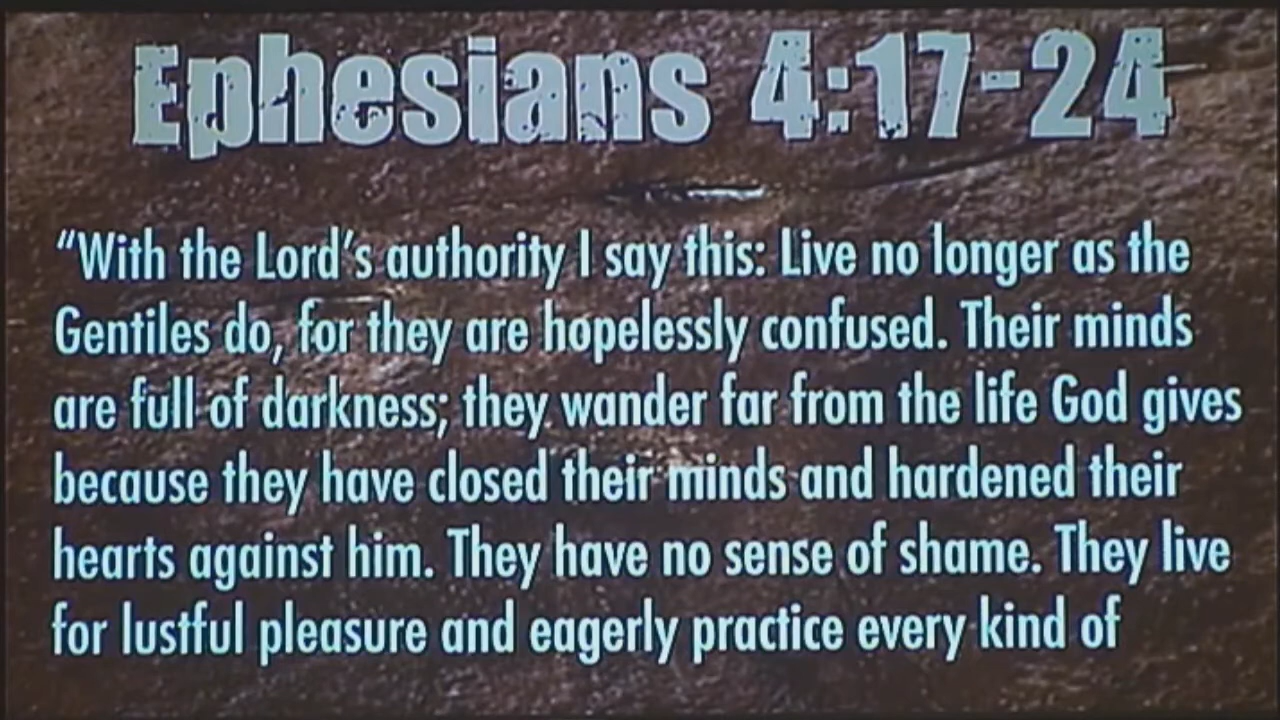 Ephesians 4:17-24
“With the Lord’s authority I say this: Live no longer as the
Gentiles do, for they are hopelessly confused. Their minds
are full of darkness; they wander far from the life God gives
because they have closed their minds and hardened their
hearts against him. They have no sense of shame. They live
for lustful pleasure and eagerly practice every kind of